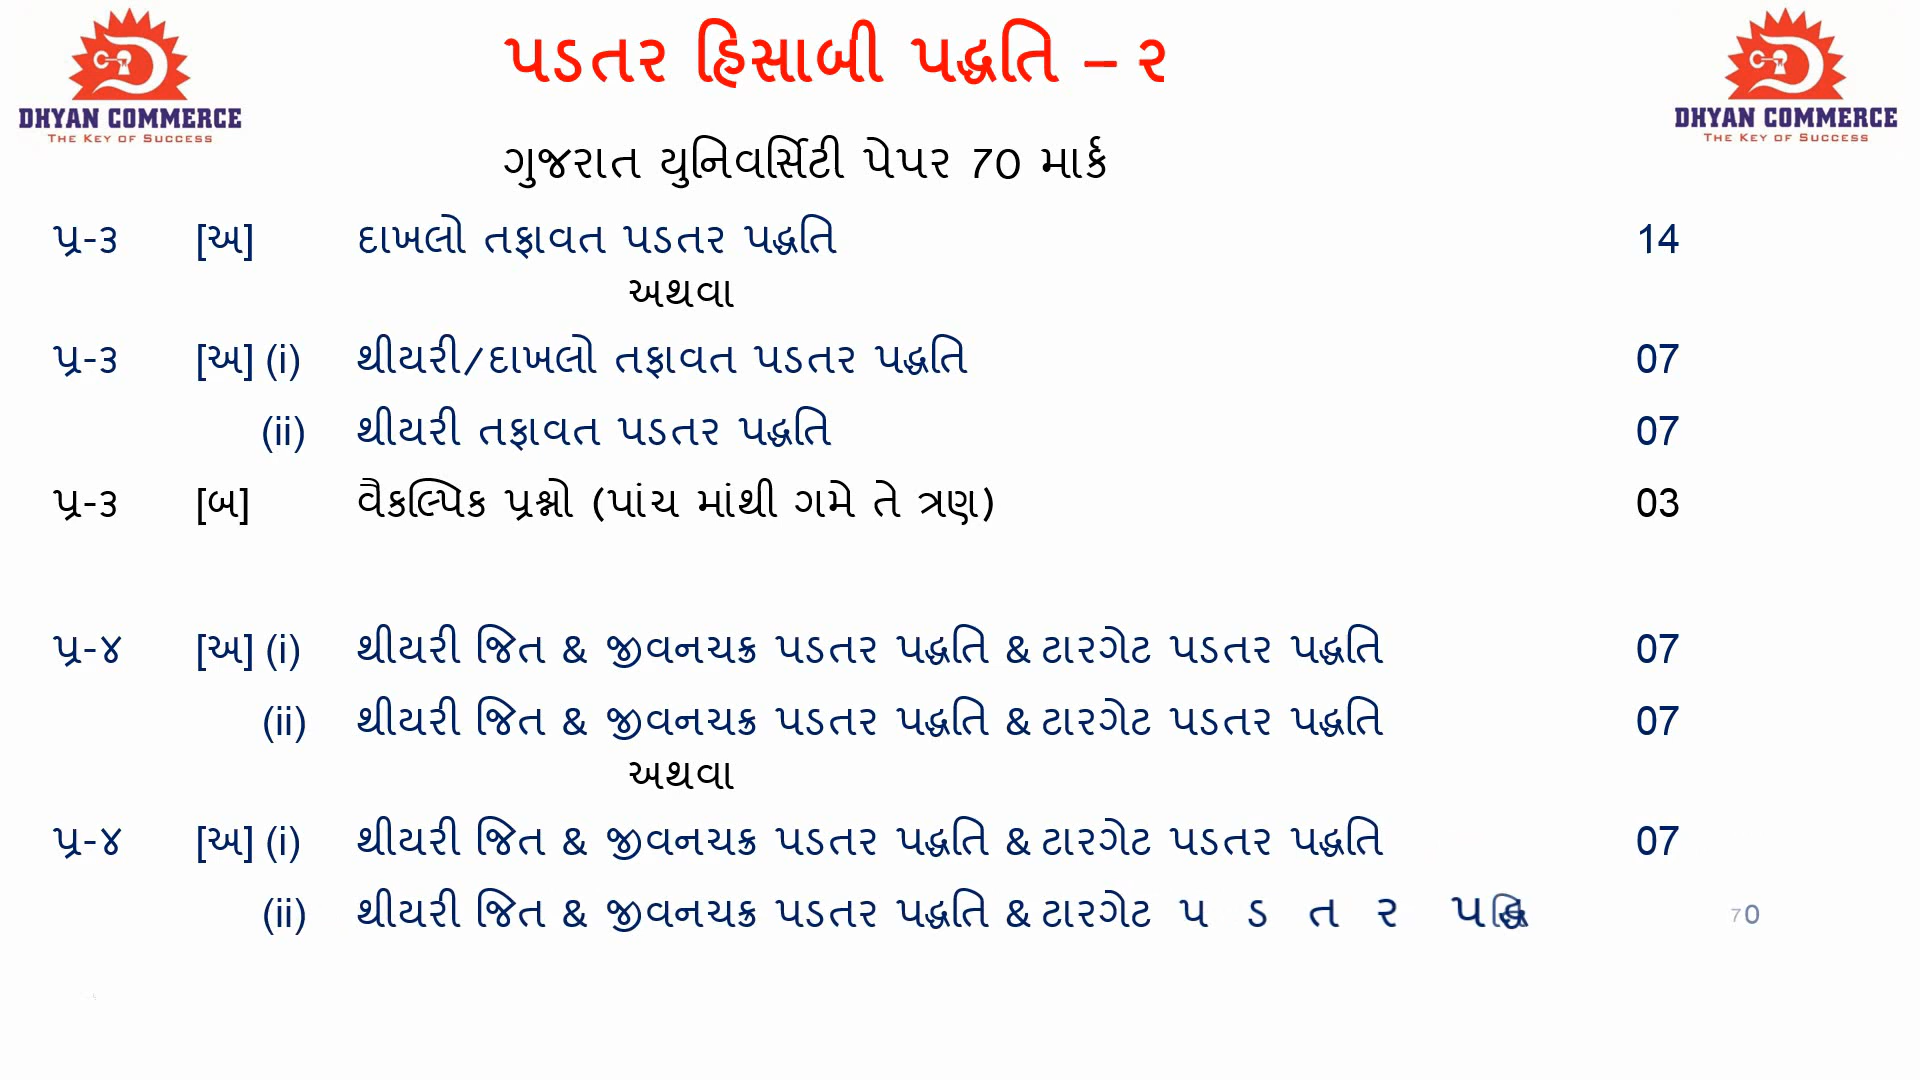 DHYAN COMMERCE
THE KEY OF SUCCESS
પડતર હિસાબી પદ્ધતિ – ૨
DHYAN COMMERCE
THE KEY OF SUCCESS
ગુજરાત યુનિવર્સિટી પેપર 70 માર્ક
પ્ર-૩ [અ] દાખલો તફાવત પડતર પદ્ધતિ 14
અથવા
પ્ર-૩ [અ] (i) થીયરી/દાખલો તફાવત પડતર પદ્ધતિ 07
(ii) થીયરી તફાવત પડતર પદ્ધતિ 07
પ્ર-૩ [બ] વૈકલ્પિક પ્રશ્નો (પાંચ માંથી ગમે તે ત્રણ) 03
પ્ર-૪ [અ] (i) થીયરી જિત & જીવનચક્ર પડતર પદ્ધતિ & ટારગેટ પડતર પદ્ધતિ 07
(ii) થીયરી જિત & જીવનચક્ર પડતર પદ્ધતિ & ટારગેટ પડતર પદ્ધતિ 07
અથવા
પ્ર-૪ [અ] (i) થીયરી જિત & જીવનચક્ર પડતર પદ્ધતિ & ટારગેટ પડતર પદ્ધતિ 07
(ii) થીયરી જિત & જીવનચક્ર પડતર પદ્ધતિ & ટારગેટ પ ડ ત ર 70